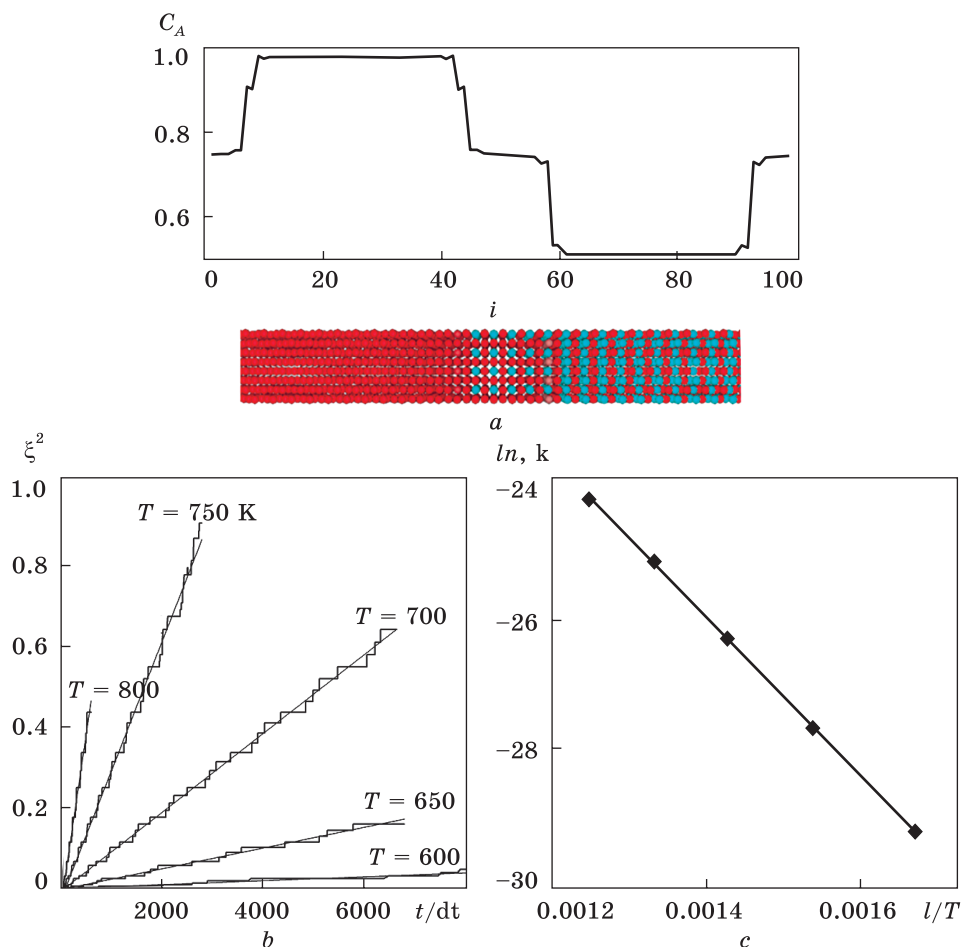 C_A
1.0
0.8
0.6
0 20 40 60 80 100
i
a
ξ²
1.0
0.8
0.6
0.4
0.2
0
T = 750 K
T = 700
T = 800
T = 650
T = 600
2000 6000 t/dt
b
ln, k
−24
−26
−28
−30
0.0012 0.0014 0.0016 l/T
c